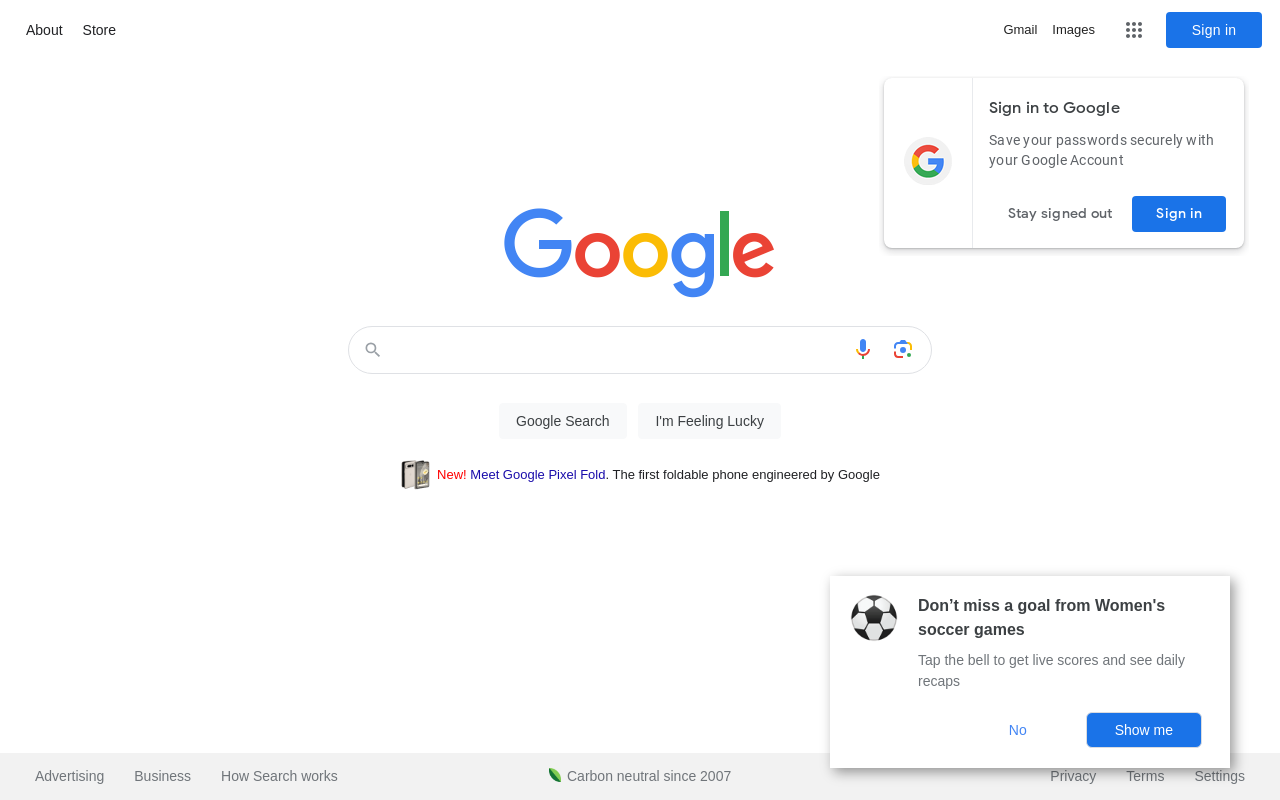 About Store
Gmail Images Sign in
Sign in to Google
Save your passwords securely with
your Google Account
Stay signed out Sign in
Google
Google Search I'm Feeling Lucky
New! Meet Google Pixel Fold. The first foldable phone engineered by Google
Don’t miss a goal from Women's
soccer games
Tap the bell to get live scores and see daily
recaps
No Show me
Advertising Business How Search works Carbon neutral since 2007 Privacy Terms Settings